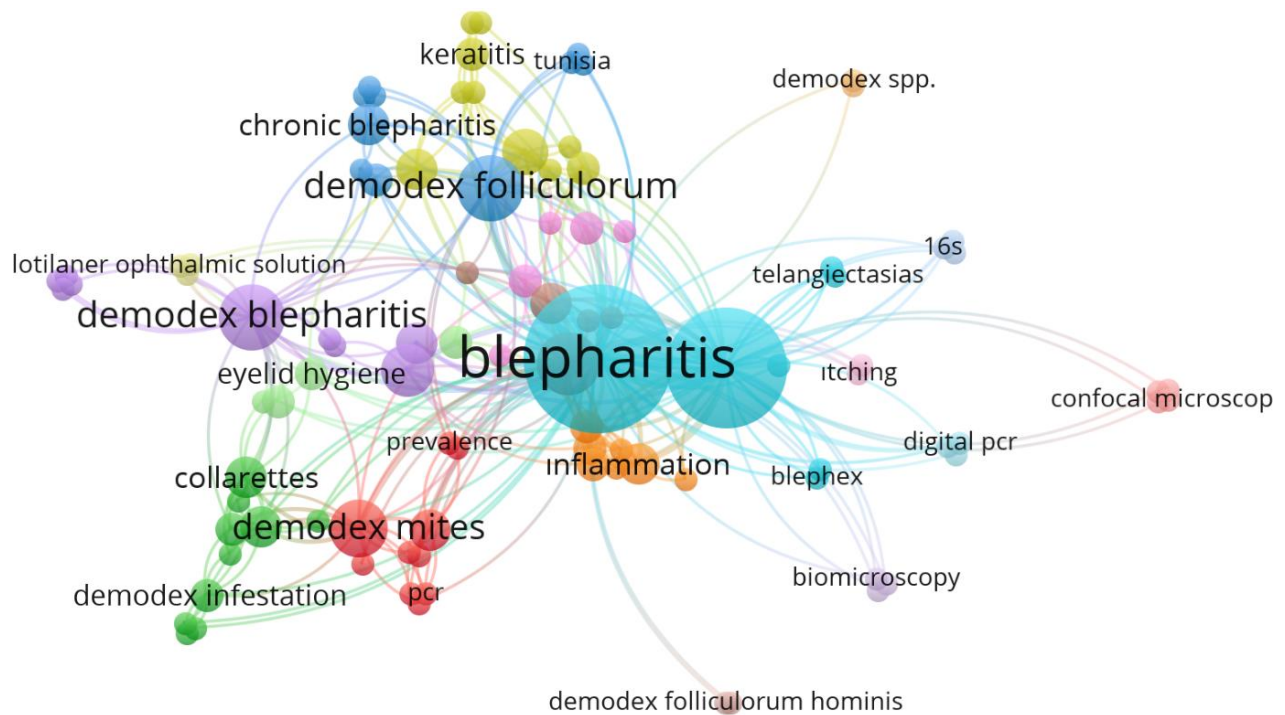 keratitis
tunisia
demodex spp.
chronic blepharitis
demodex folliculorum
16s
lotilaner ophthalmic solution
telangiectasias
demodex blepharitis
blepharitis
eyelid hygiene
ıtching
confocal microscop
prevalence
digital pcr
ınflammation
collarettes
blephex
demodex mites
biomicroscopy
pcr
demodex infestation
demodex folliculorum hominis